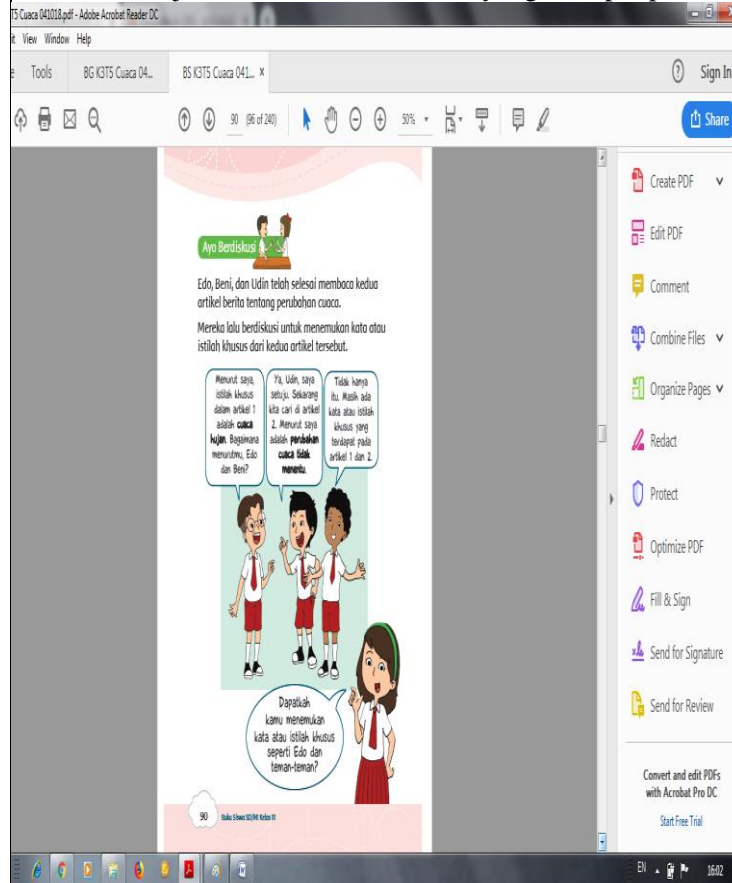 T5 Cuaca 041018.pdf - Adobe Acrobat Reader DC
View Window Help
Tools BG K3T5 Cuaca 04... BS K3T5 Cuaca 041... × Sign In
90 (96 of 240) 50% Share
Ayo Berdiskusi
Edo, Beni, dan Udin telah selesai membaca kedua
artikel berita tentang perubahan cuaca.
Mereka lalu berdiskusi untuk menemukan kata atau
istilah khusus dari kedua artikel tersebut.
Menurut saya,
istilah khusus
dalam artikel 1
adalah cuaca
hujan. Bagaimana
menurutmu, Edo
dan Beni?
Ya, Udin, saya
setuju. Sekarang
kita cari di artikel
2. Menurut saya
adalah perubahan
cuaca tidak
menentu.
Tidak hanya
itu. Masih ada
kata atau istilah
khusus yang
terdapat pada
artikel 1 dan 2.
Dapatkah
kamu menemukan
kata atau istilah khusus
seperti Edo dan
teman-teman?
90 Buku Siswa SD/MI Kelas III
Create PDF
Edit PDF
Comment
Combine Files
Organize Pages
Redact
Protect
Optimize PDF
Fill & Sign
Send for Signature
Send for Review
Convert and edit PDFs
with Acrobat Pro DC
Start Free Trial
EN 16:02